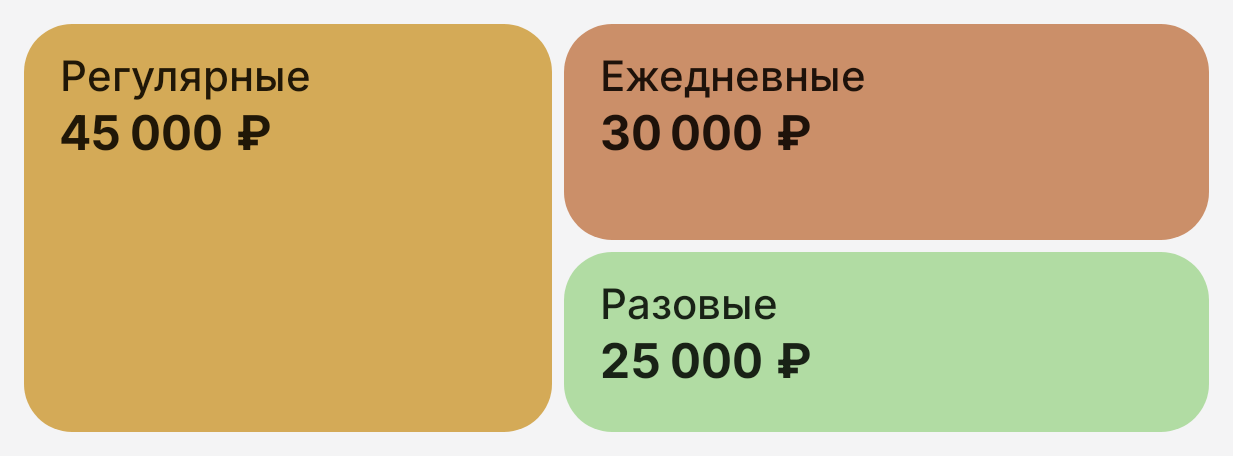 Регулярные
45 000 ₽
Ежедневные
30 000 ₽
Разовые
25 000 ₽